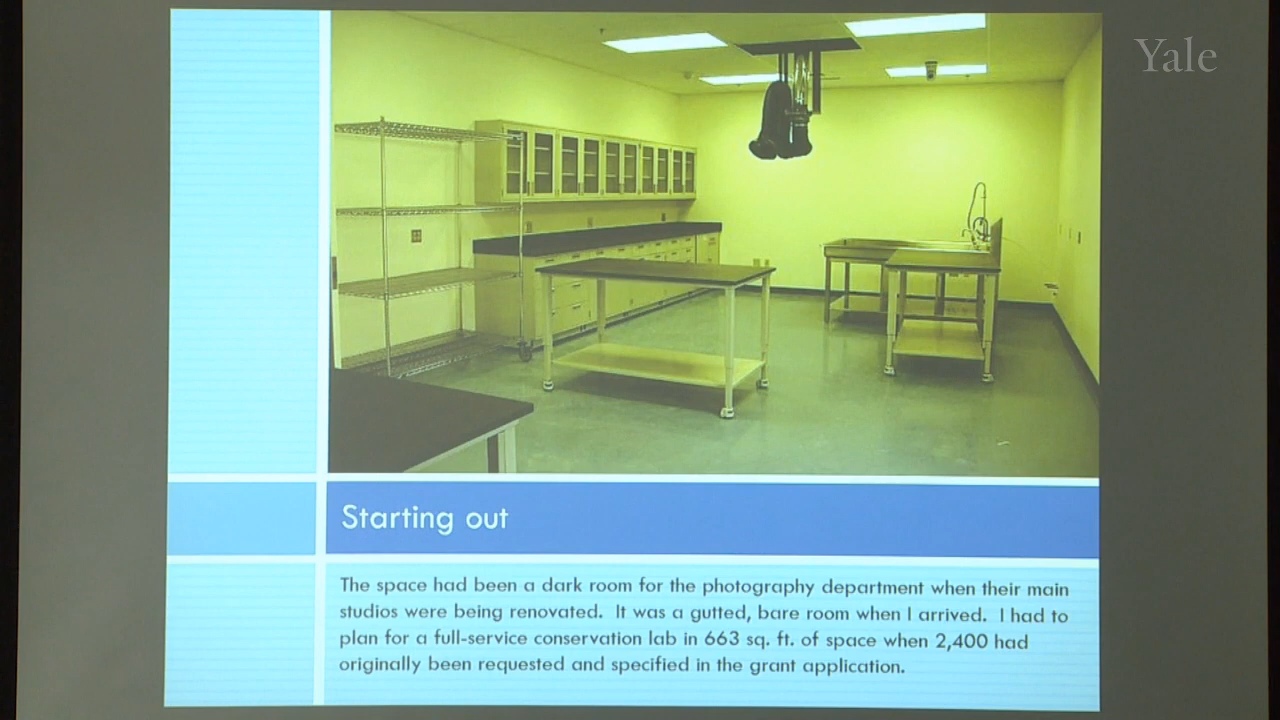 Yale
Starting out
The space had been a dark room for the photography department when their main
studios were being renovated.  It was a gutted, bare room when I arrived.  I had to
plan for a full-service conservation lab in 663 sq. ft. of space when 2,400 had
originally been requested and specified in the grant application.